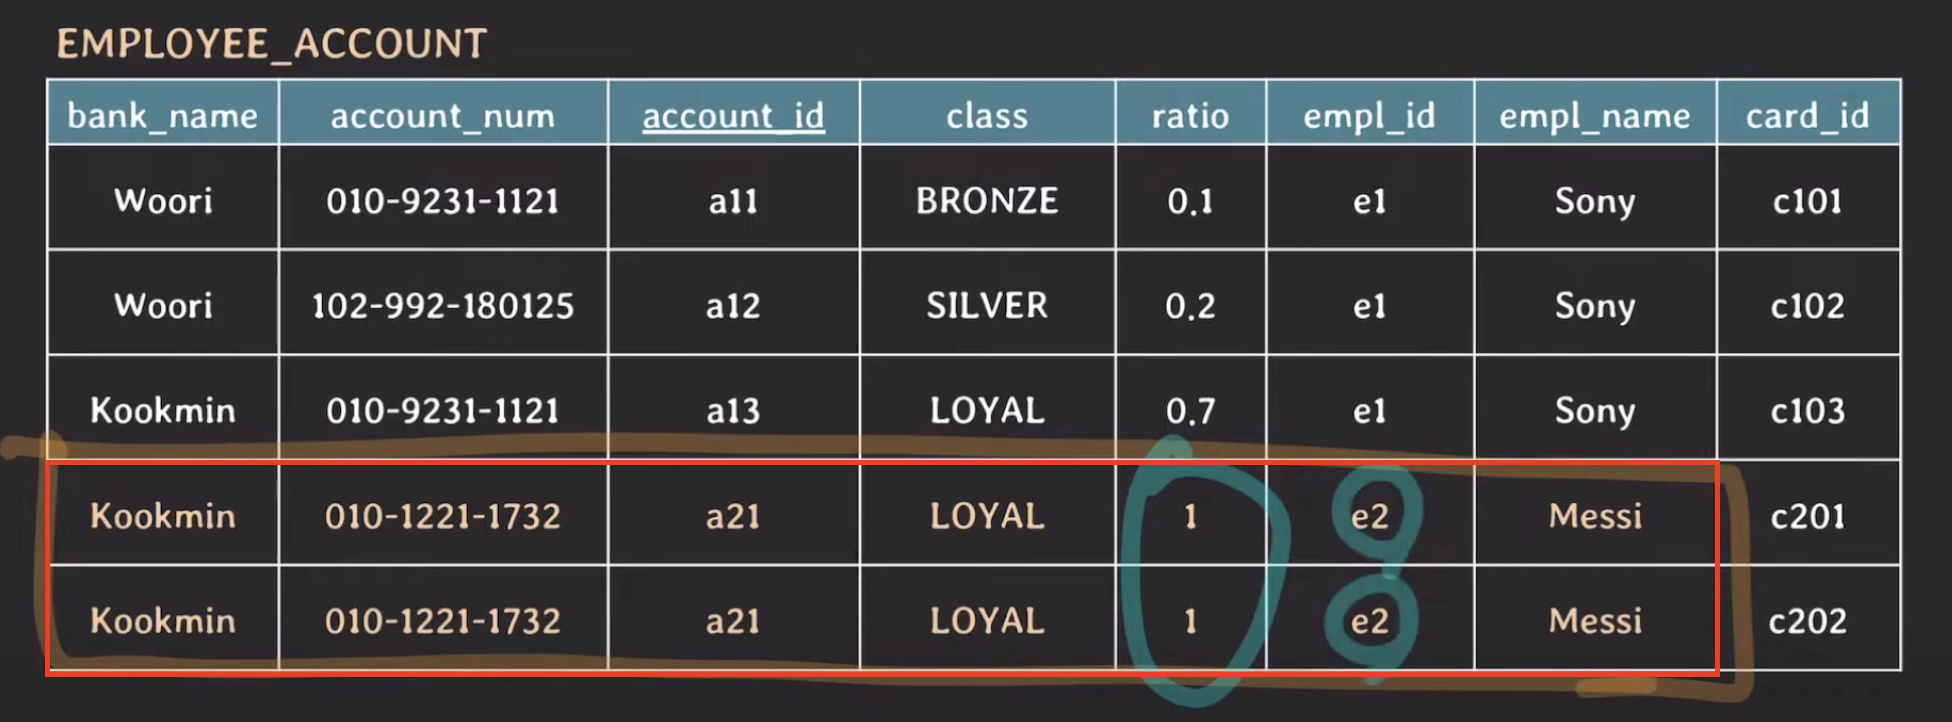 EMPLOYEE_ACCOUNT
bank_name account_num account_id class ratio empl_id empl_name card_id
Woori 010-9231-1121 a11 BRONZE 0.1 e1 Sony c101
Woori 102-992-180125 a12 SILVER 0.2 e1 Sony c102
Kookmin 010-9231-1121 a13 LOYAL 0.7 e1 Sony c103
Kookmin 010-1221-1732 a21 LOYAL 1 e2 Messi c201
Kookmin 010-1221-1732 a21 LOYAL 1 e2 Messi c202